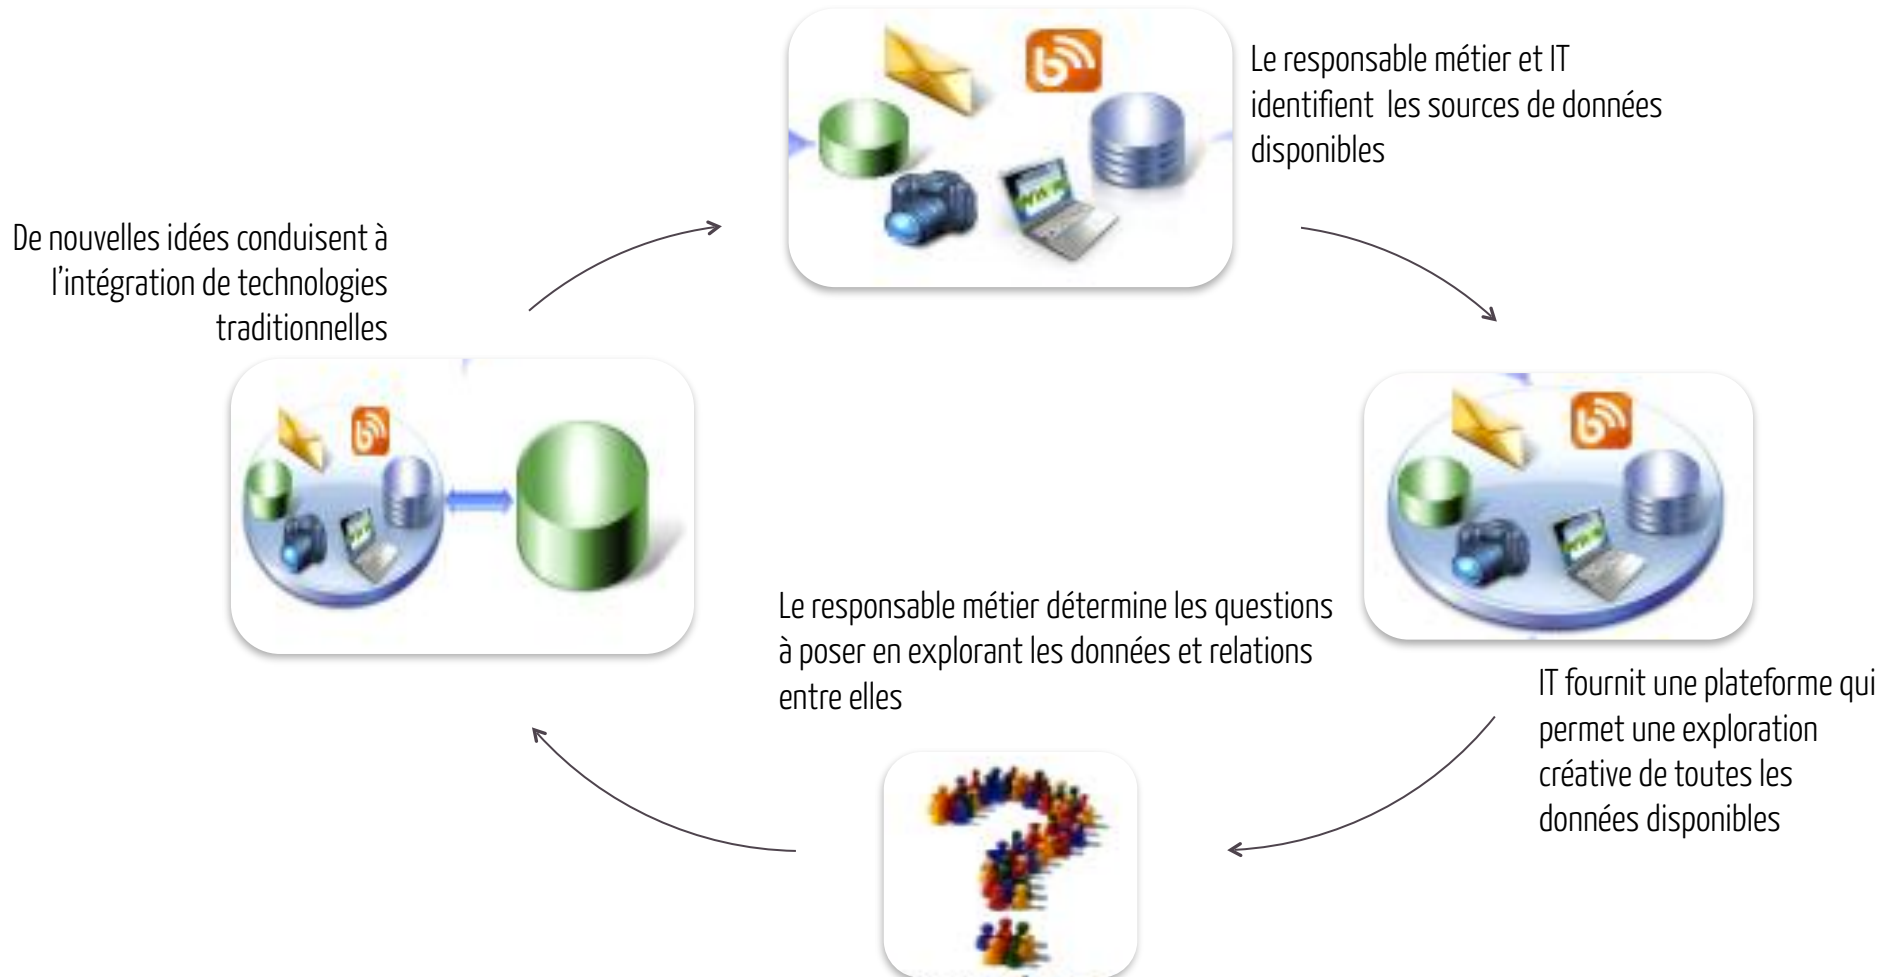 Le responsable métier et IT
identifient les sources de données
disponibles
De nouvelles idées conduisent à
l'intégration de technologies
traditionnelles
Le responsable métier détermine les questions
à poser en explorant les données et relations
entre elles
IT fournit une plateforme qui
permet une exploration
créative de toutes les
données disponibles